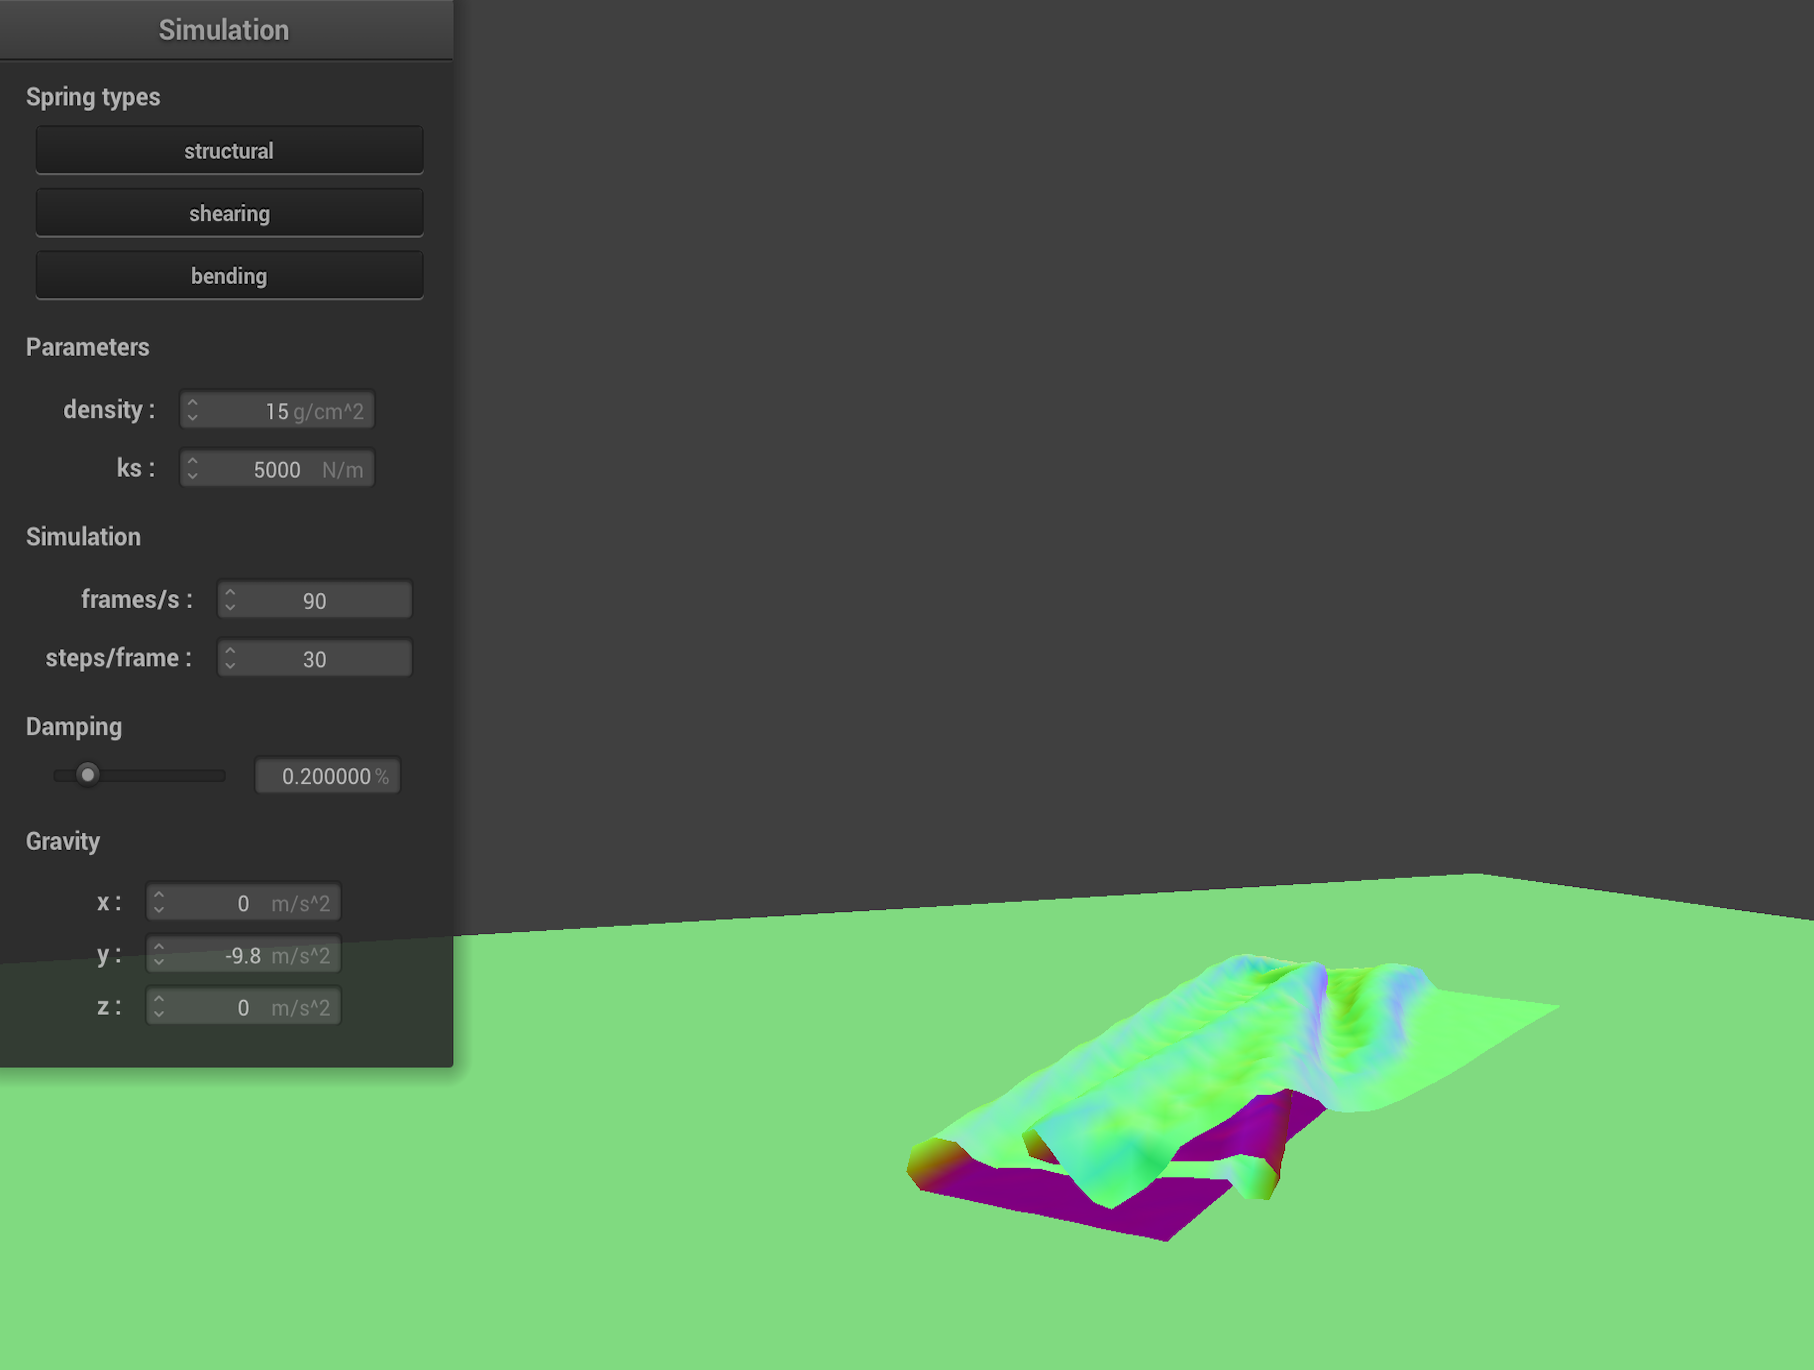 Simulation
Spring types
structural
shearing
bending
Parameters
density : 15 g/cm^2
ks : 5000 N/m
Simulation
frames/s : 90
steps/frame : 30
Damping
0.200000 %
Gravity
x : 0 m/s^2
y : -9.8 m/s^2
z : 0 m/s^2